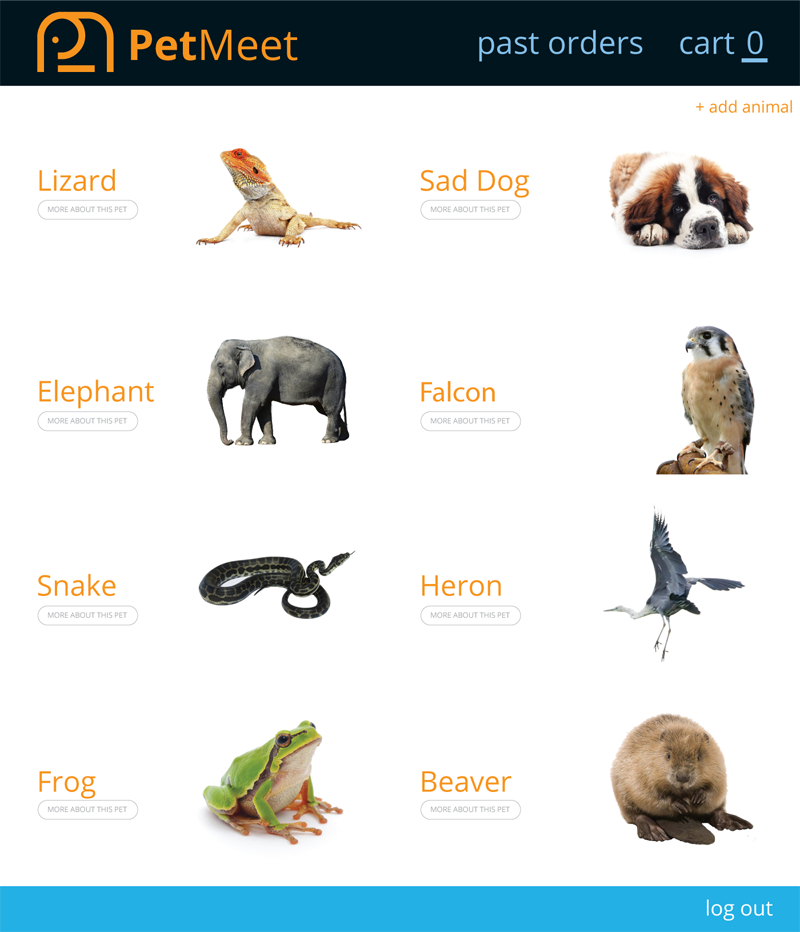 PetMeet
past orders
cart 0
+ add animal
Lizard
MORE ABOUT THIS PET
Sad Dog
MORE ABOUT THIS PET
Elephant
MORE ABOUT THIS PET
Falcon
MORE ABOUT THIS PET
Snake
MORE ABOUT THIS PET
Heron
MORE ABOUT THIS PET
Frog
MORE ABOUT THIS PET
Beaver
MORE ABOUT THIS PET
log out